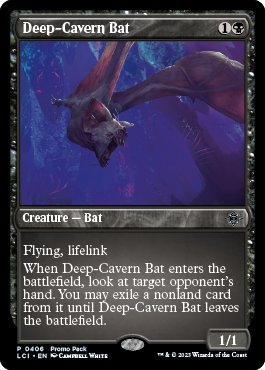 Deep-Cavern Bat 1
Creature — Bat
Flying, lifelink
When Deep-Cavern Bat enters the
battlefield, look at target opponent's
hand. You may exile a nonland card
from it until Deep-Cavern Bat leaves
the battlefield.
1/1
P 0406 Promo Pack
LCI • EN Campbell White
™ & © 2023 Wizards of the Coast